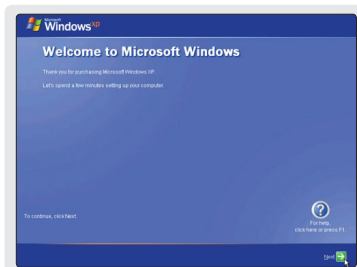 Microsoft
Windows xp
Welcome to Microsoft Windows
Thank you for purchasing Microsoft Windows XP.
Let's spend a few minutes setting up your computer.
To continue, click Next.
?
For help,
click here or press F1.
Next